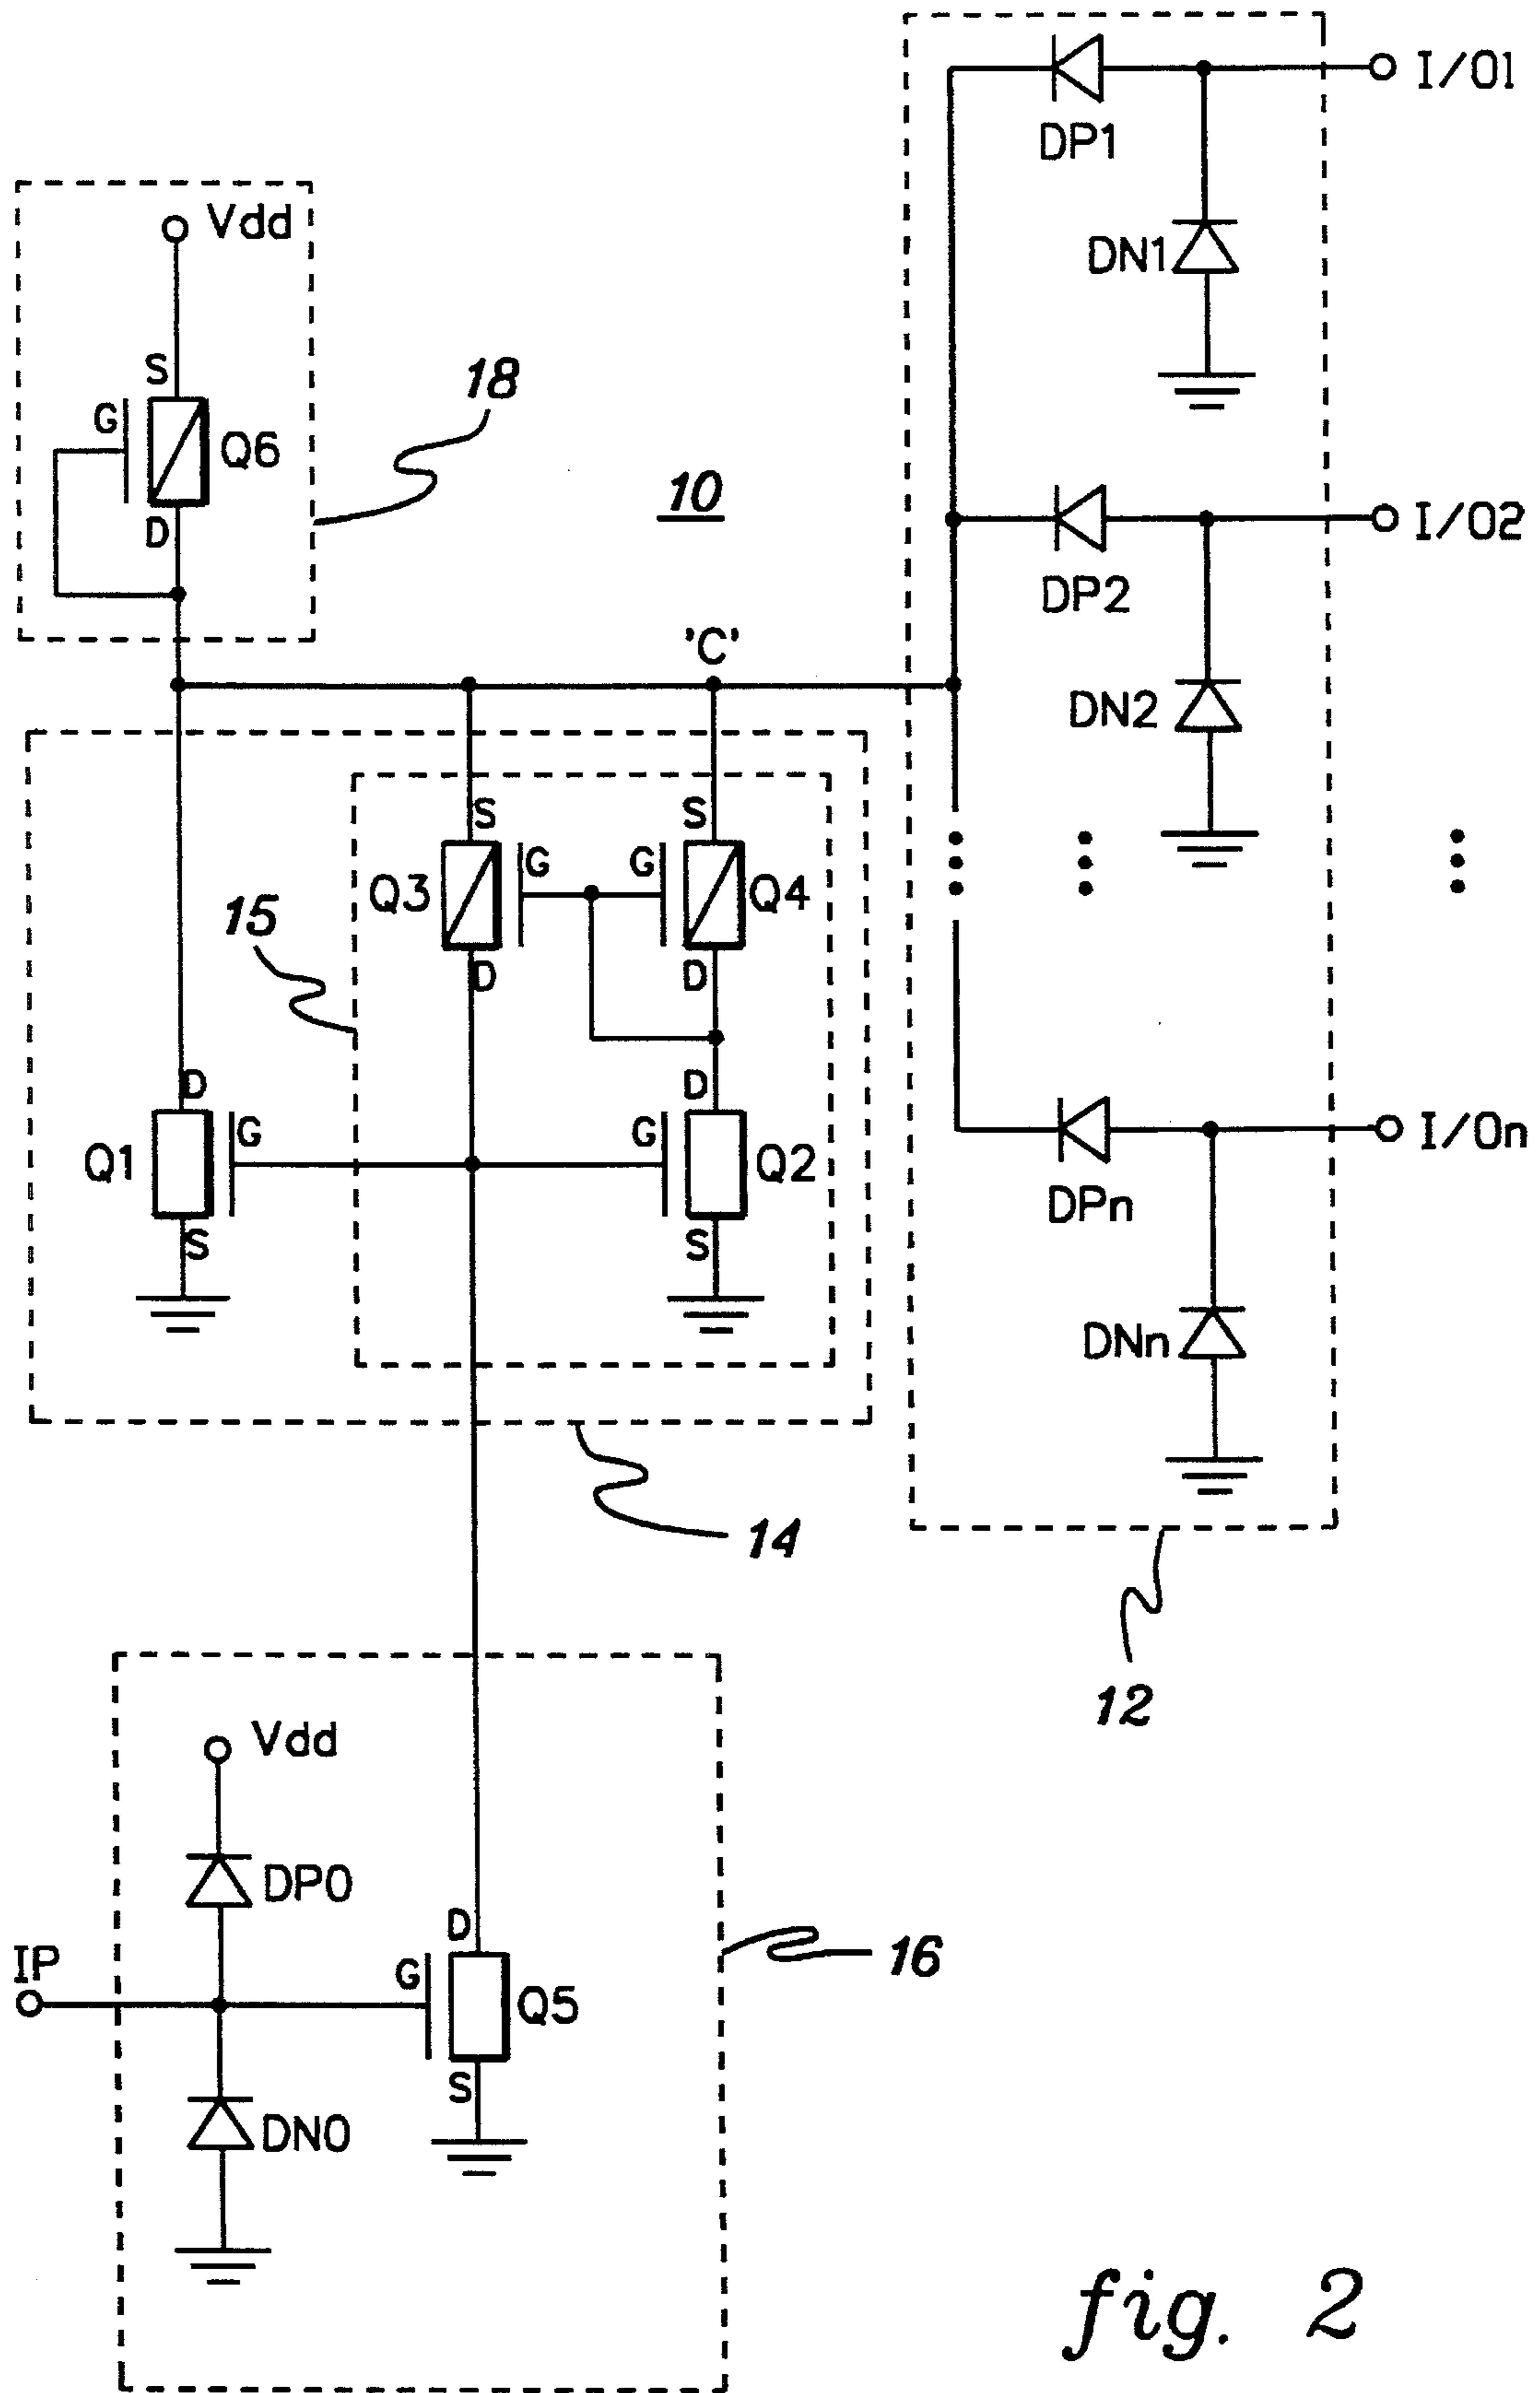 I/O1
DP1
DN1
Vdd
S
G
Q6
D
18
10
I/O2
DP2
DN2
'C'
S
S
Q3
G
G
Q4
15
D
D
D
D
Q1
G
G
Q2
S
S
I/On
DPn
DNn
14
12
Vdd
DP0
IP
D
G
Q5
16
S
DN0
fig. 2